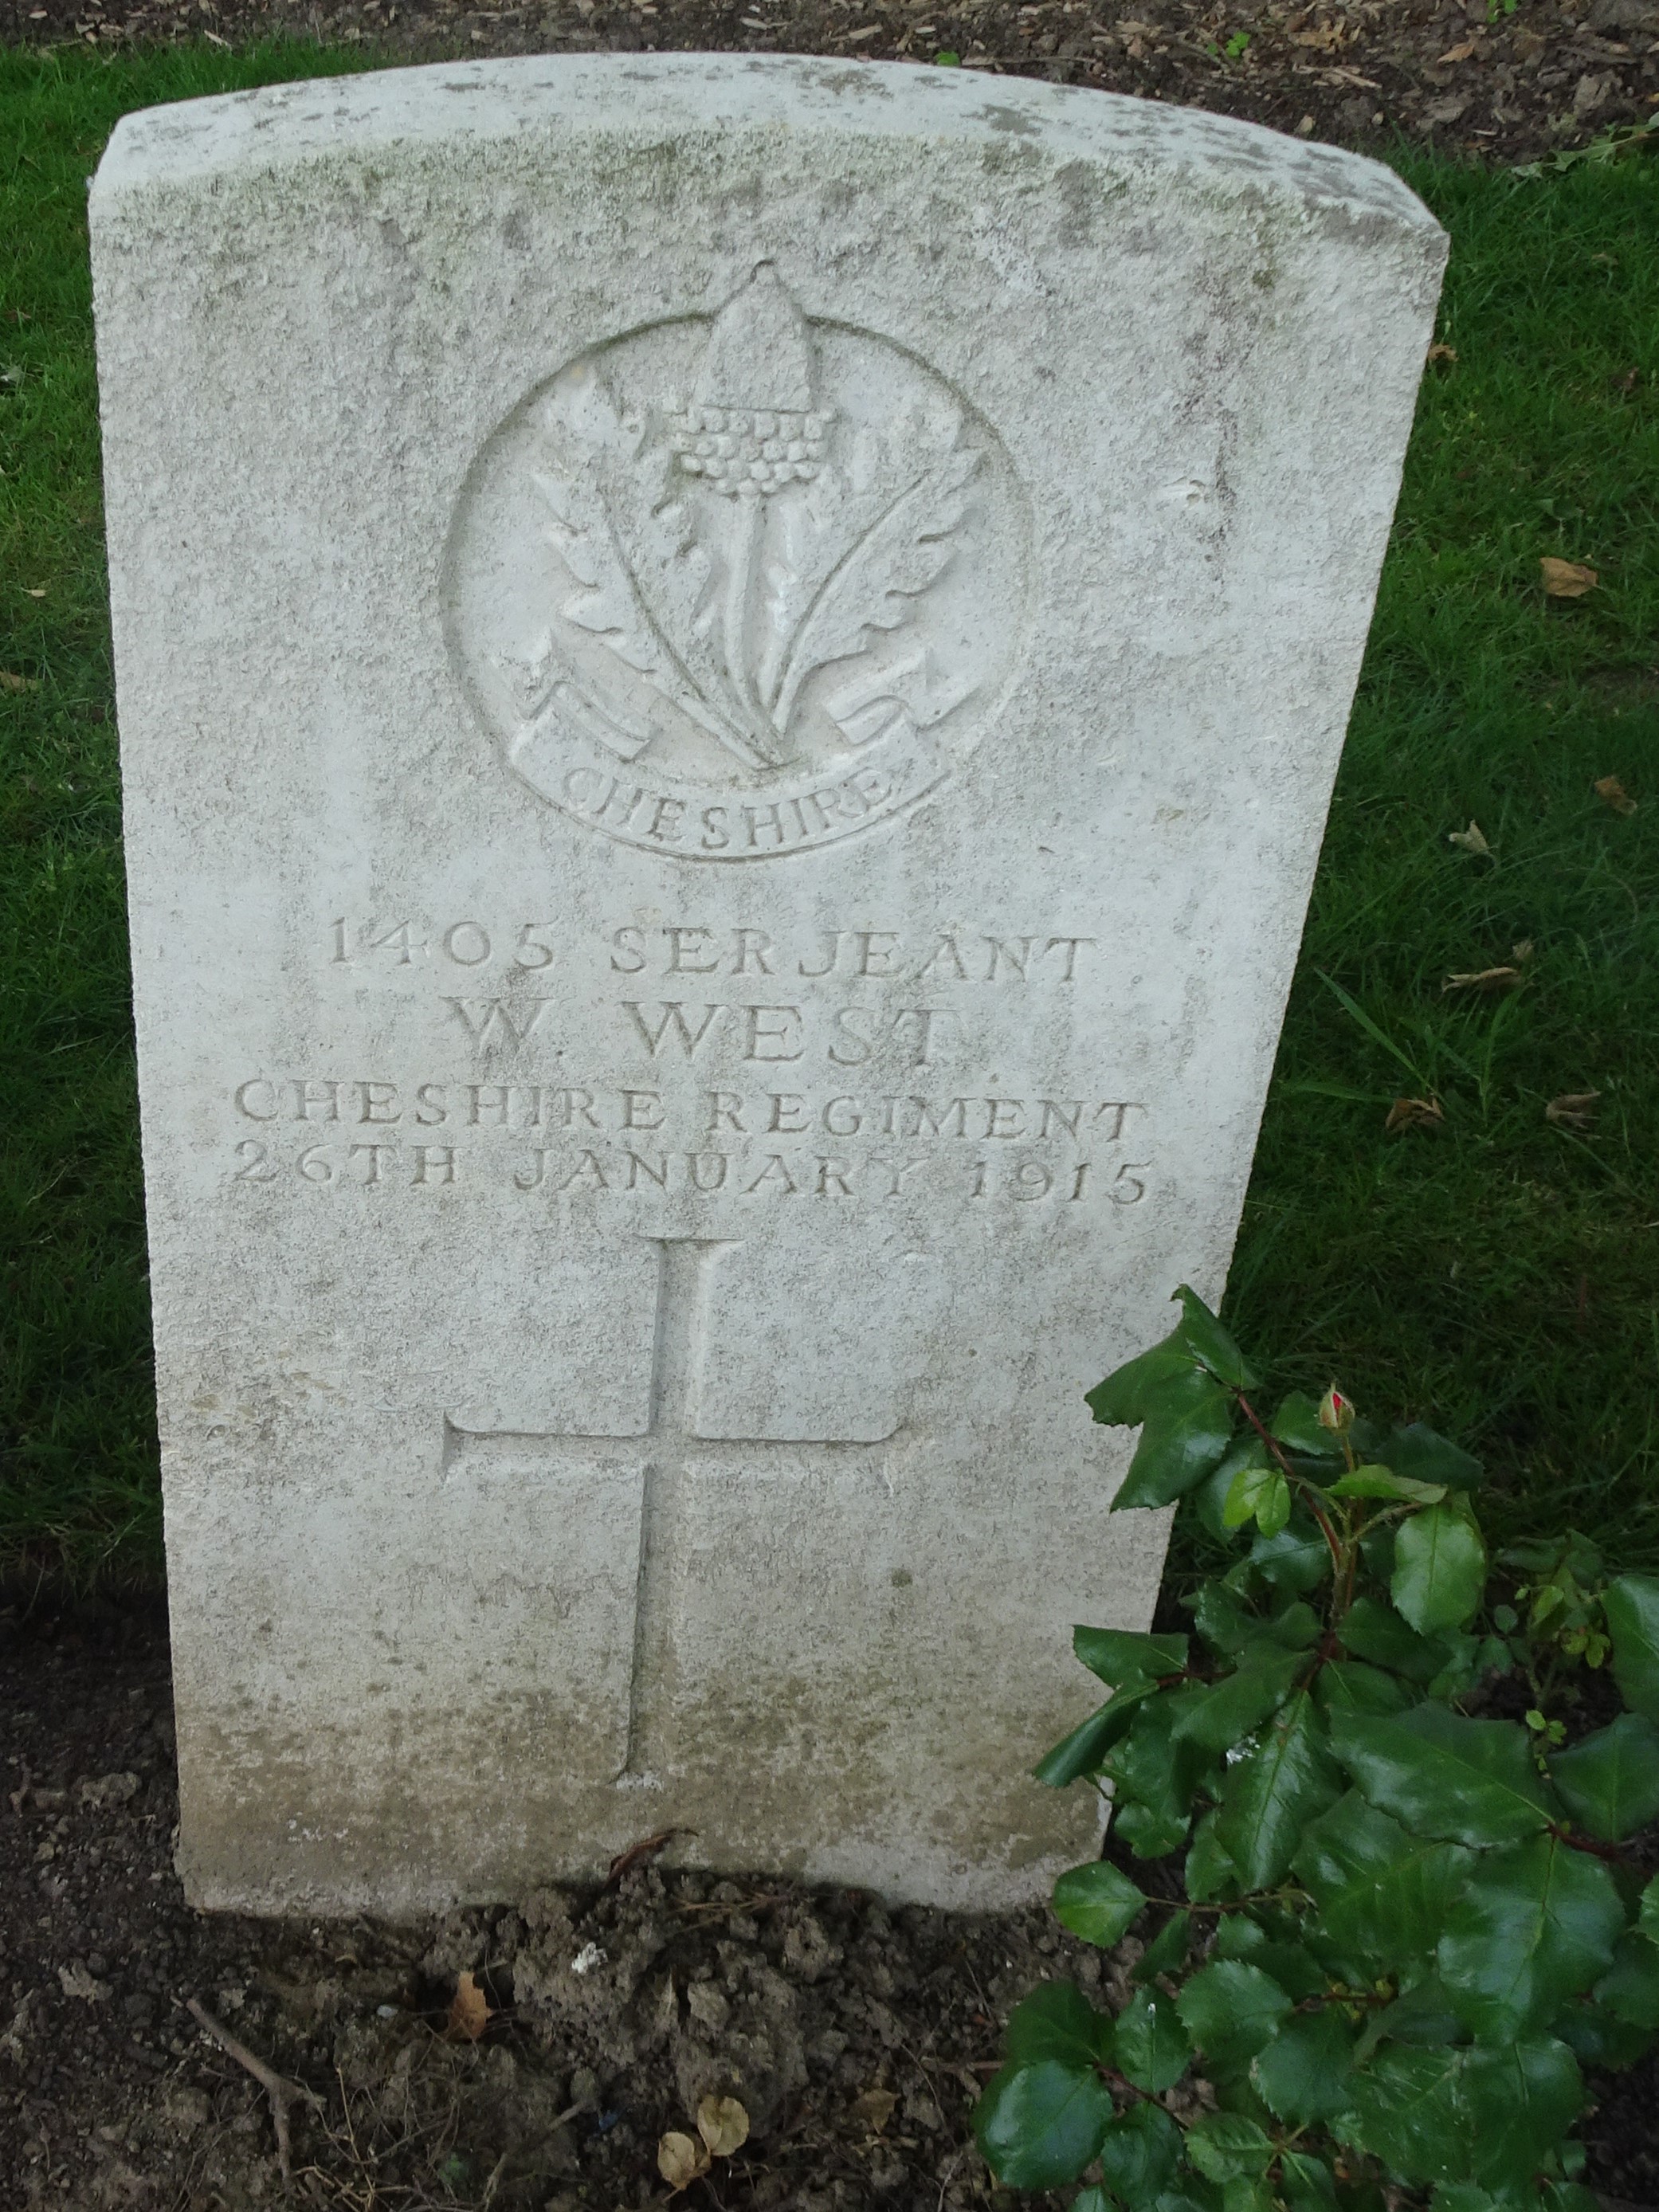 CHESHIRE
1405 SERJEANT
W. WEST
CHESHIRE REGIMENT
26TH JANUARY 1915